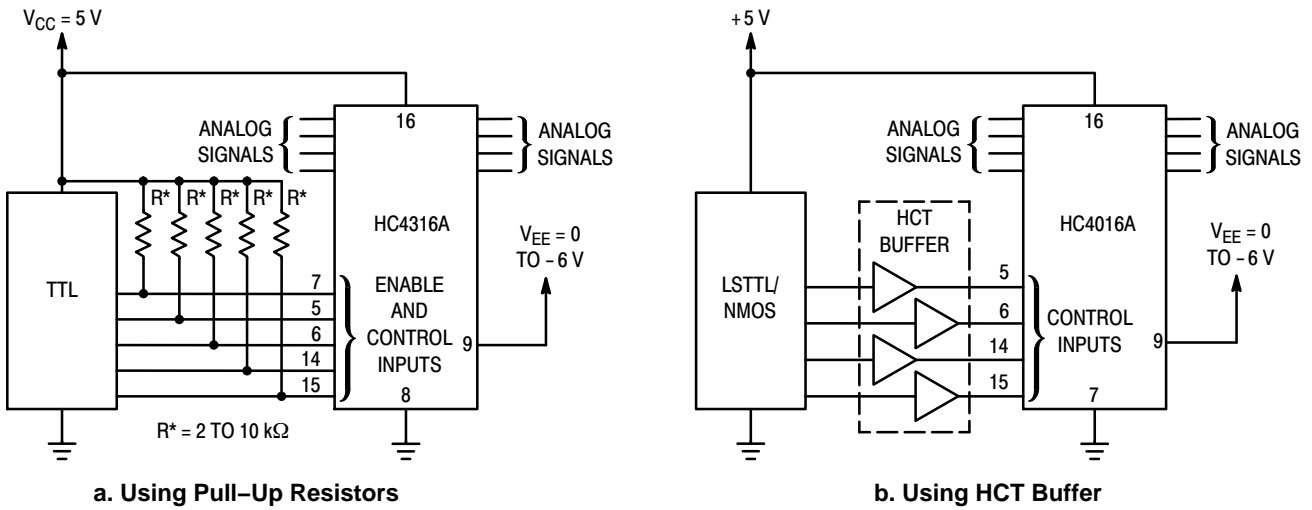 V_CC = 5 V
16
ANALOG
SIGNALS
ANALOG
SIGNALS
R* R* R* R* R*
HC4316A
TTL
7
5
6
14
15
ENABLE
AND
CONTROL
INPUTS
9
8
V_EE = 0
TO −6 V
R* = 2 TO 10 kΩ
a. Using Pull−Up Resistors
+5 V
16
ANALOG
SIGNALS
ANALOG
SIGNALS
HCT
BUFFER
HC4016A
LSTTL/
NMOS
5
6
14
15
CONTROL
INPUTS
9
7
V_EE = 0
TO −6 V
b. Using HCT Buffer